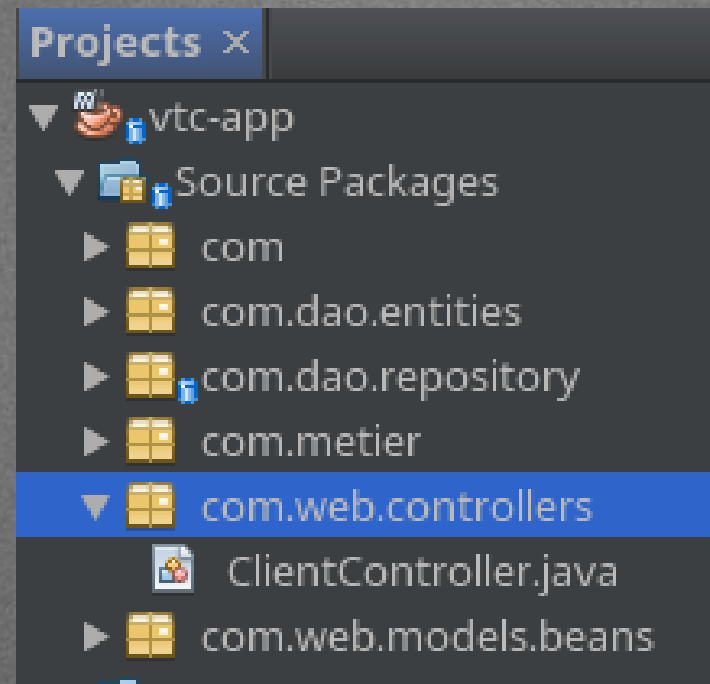 Projects ×
vtc-app
Source Packages
com
com.dao.entities
com.dao.repository
com.metier
com.web.controllers
ClientController.java
com.web.models.beans